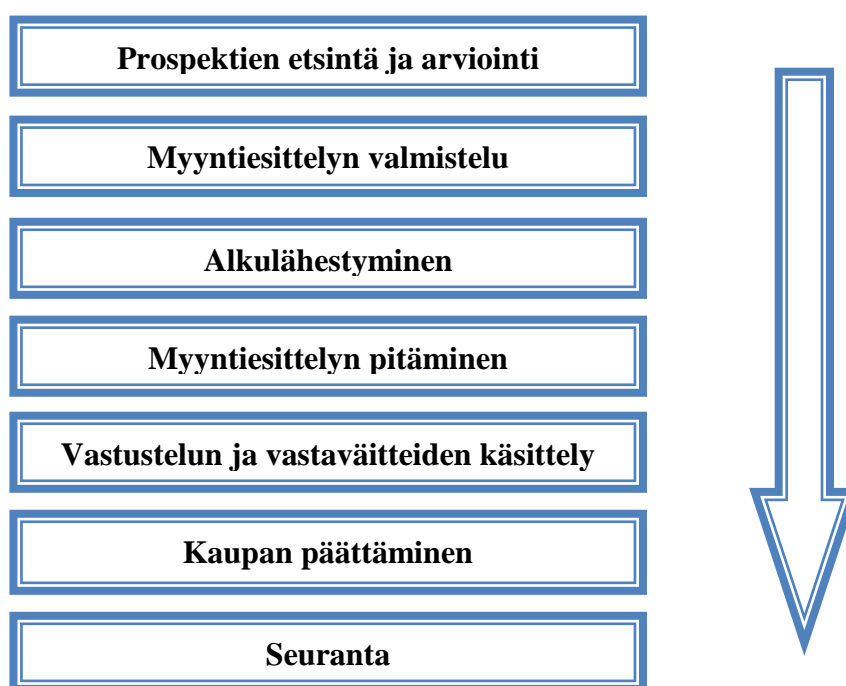 Prospektien etsintä ja arviointi
Myyntiesittelyn valmistelu
Alkulähestyminen
Myyntiesittelyn pitäminen
Vastustelun ja vastaväitteiden käsittely
Kaupan päättäminen
Seuranta